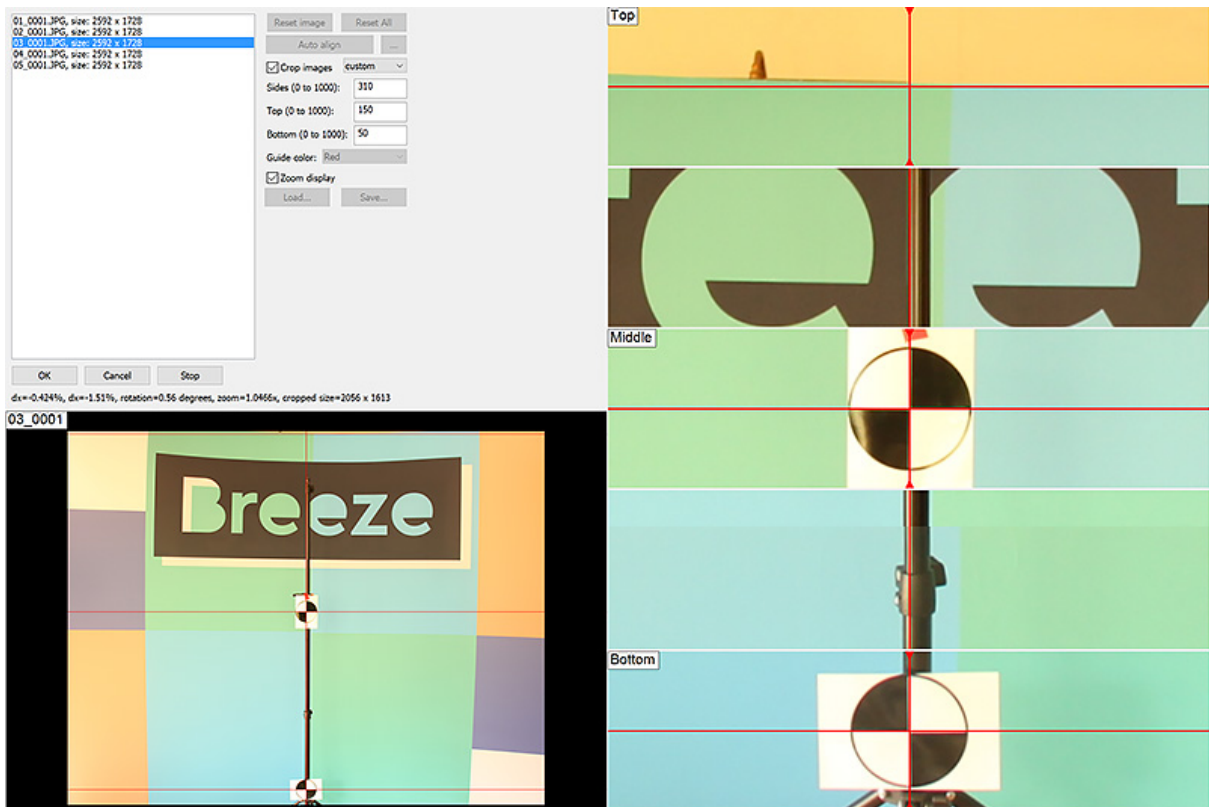 01_0001.JPG, size: 2592 x 1728
02_0001.JPG, size: 2592 x 1728
03_0001.JPG, size: 2592 x 1728
04_0001.JPG, size: 2592 x 1728
05_0001.JPG, size: 2592 x 1728
Reset image Reset All
Auto align ...
Crop images custom
Sides (0 to 1000): 310
Top (0 to 1000): 150
Bottom (0 to 1000): 50
Guide color: Red
Zoom display
Load... Save...
OK Cancel Stop
dx=-0.424%, dx=-1.51%, rotation=0.56 degrees, zoom=1.0466x, cropped size=2056 x 1613
03_0001
Breeze
Top
Middle
Bottom